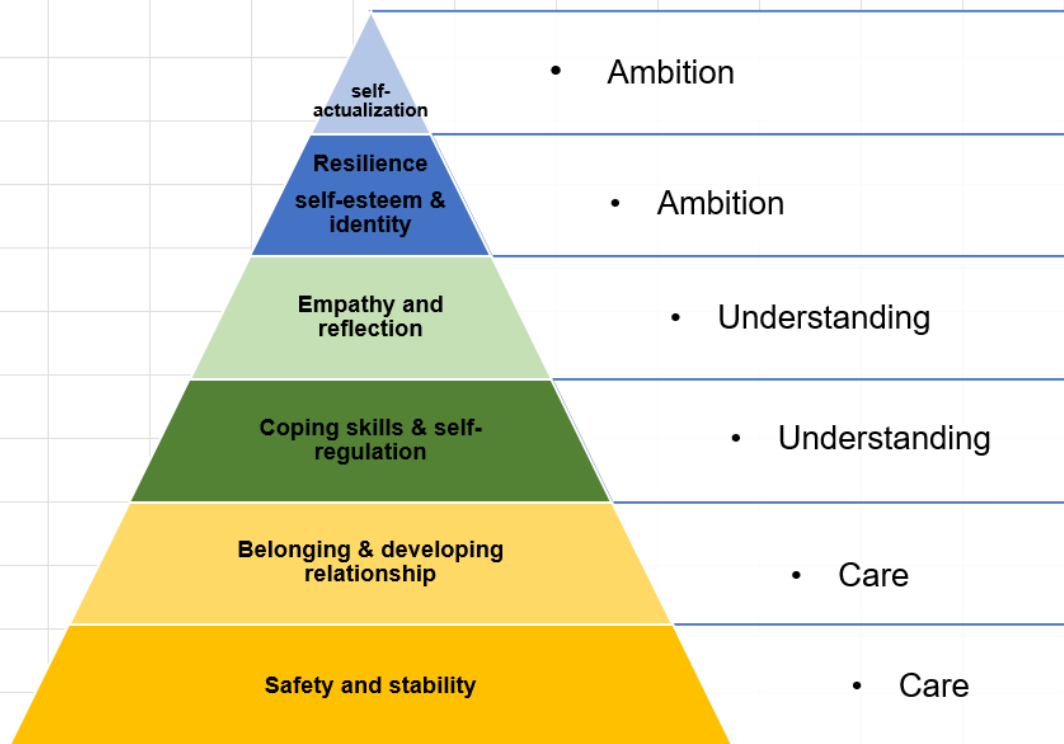 • Ambition
self-
actualization
Resilience
• Ambition
self-esteem &
identity
Empathy and
reflection
• Understanding
Coping skills & self-
regulation
• Understanding
Belonging & developing
relationship
• Care
Safety and stability
• Care